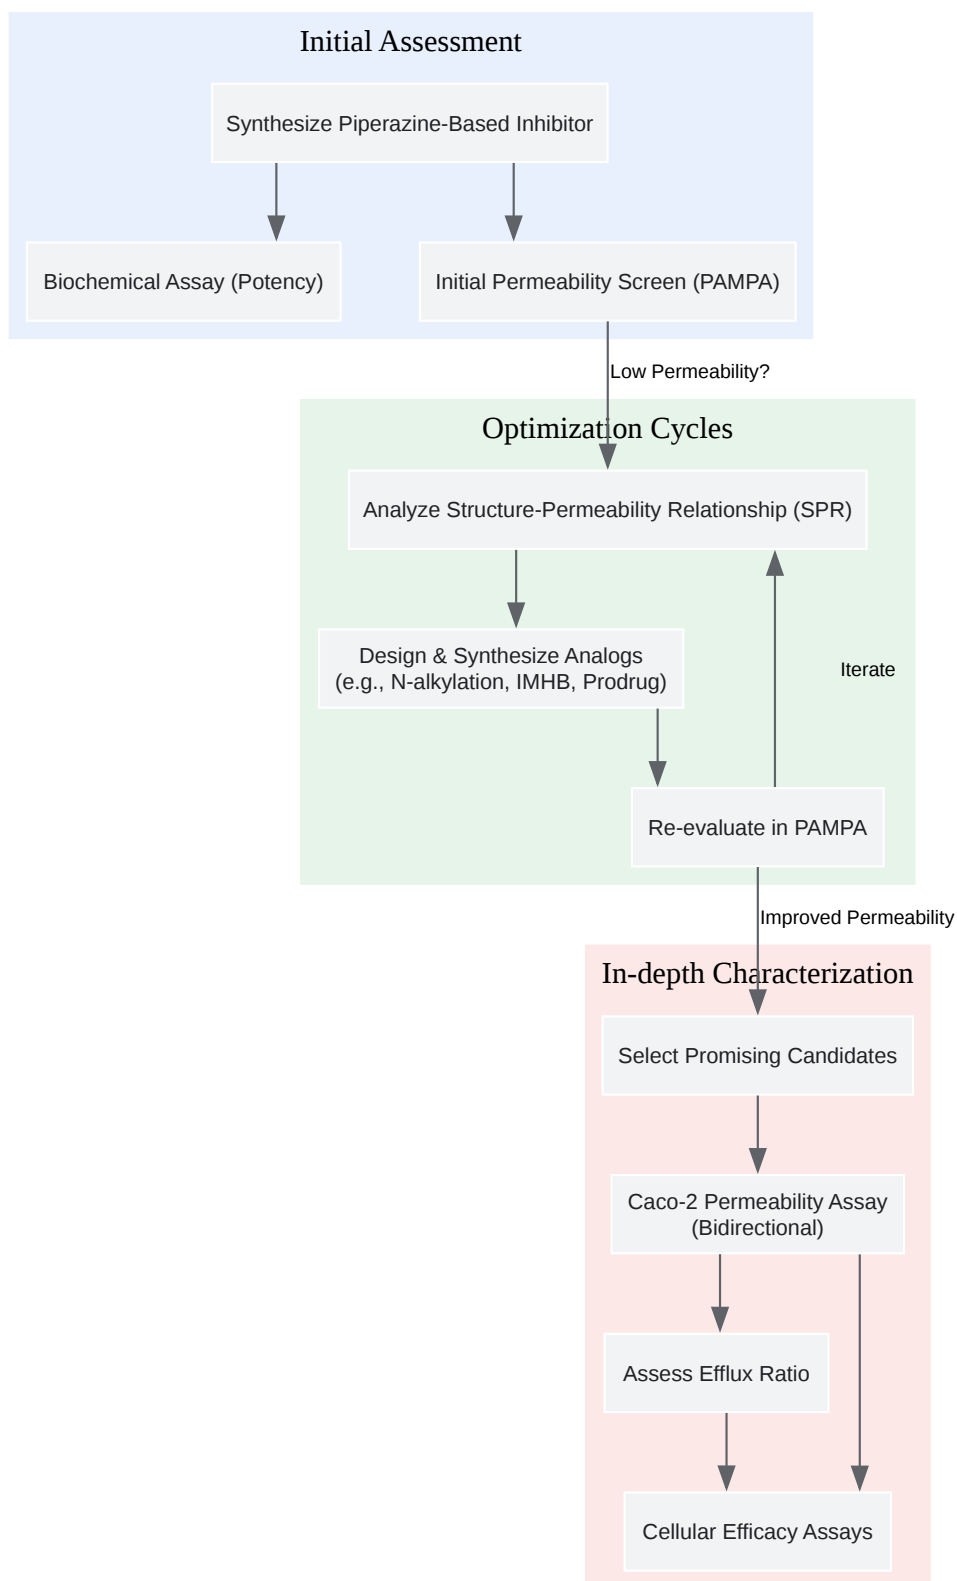 Initial Assessment
Synthesize Piperazine-Based Inhibitor
Biochemical Assay (Potency)
Initial Permeability Screen (PAMPA)
Low Permeability?
Optimization Cycles
Analyze Structure-Permeability Relationship (SPR)
Design & Synthesize Analogs
(e.g., N-alkylation, IMHB, Prodrug)
Iterate
Re-evaluate in PAMPA
Improved Permeability
In-depth Characterization
Select Promising Candidates
Caco-2 Permeability Assay
(Bidirectional)
Assess Efflux Ratio
Cellular Efficacy Assays